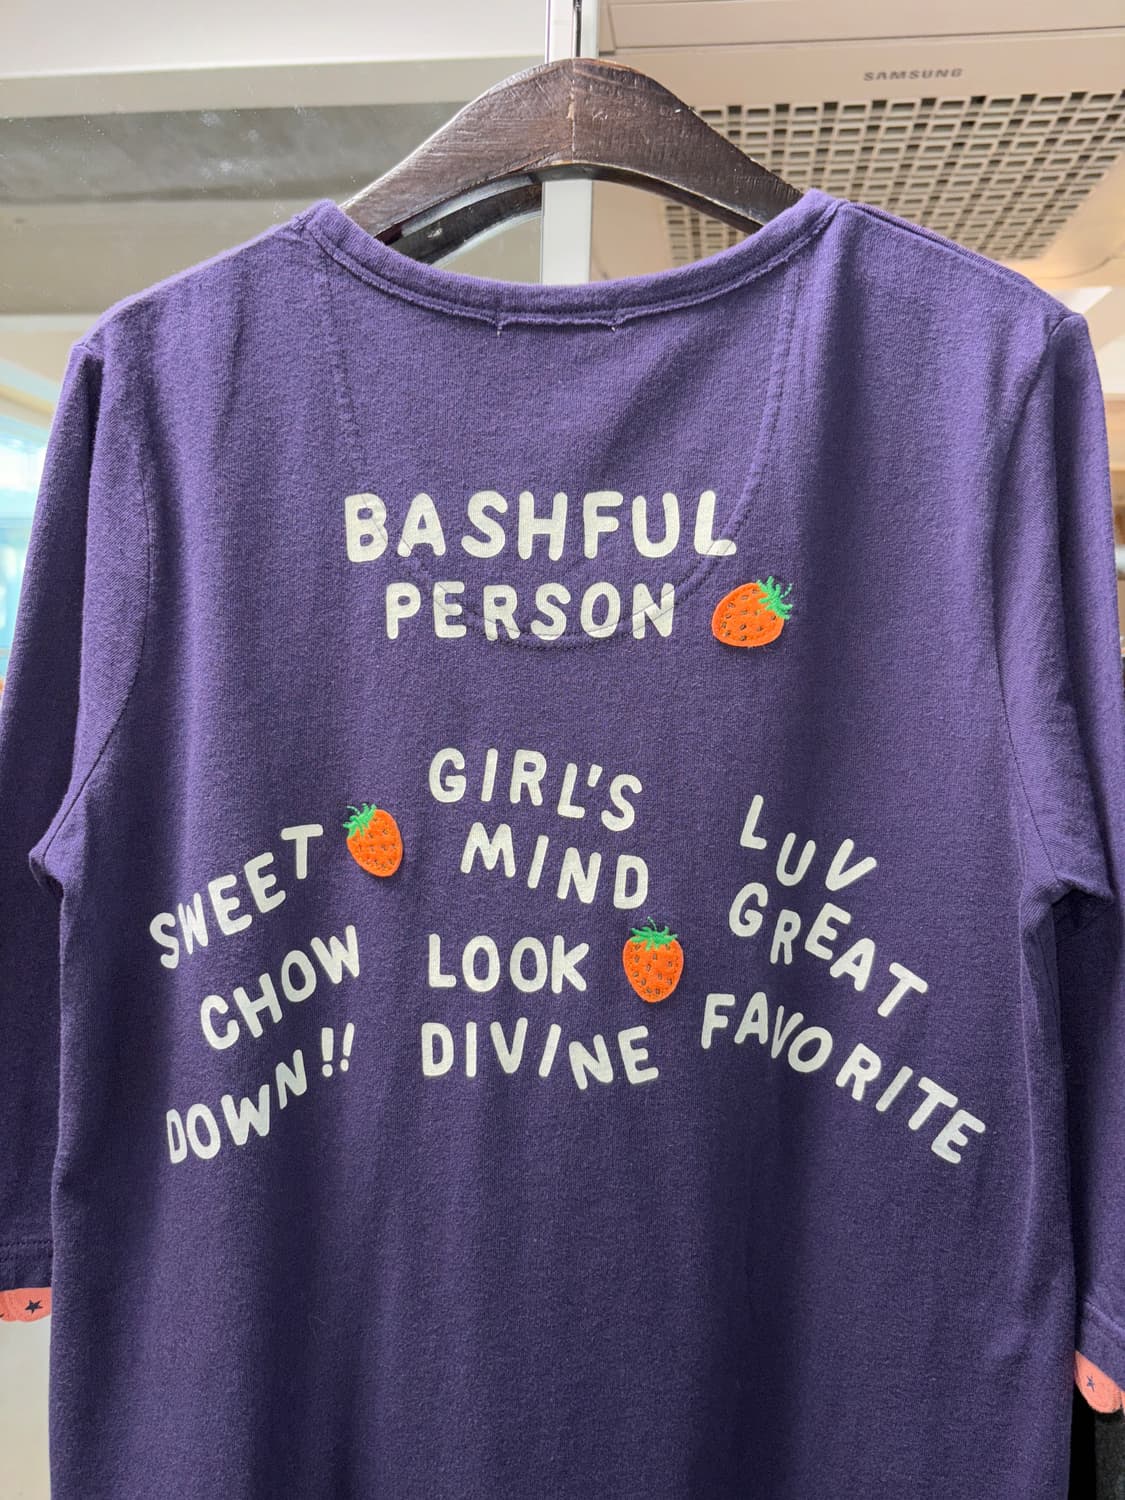 SAMSUNG
BASHFUL
PERSON
SWEET
CHOW
DOWN!!
GIRL'S
MIND
LOOK
DIVINE
LUV
GREAT
FAVORITE